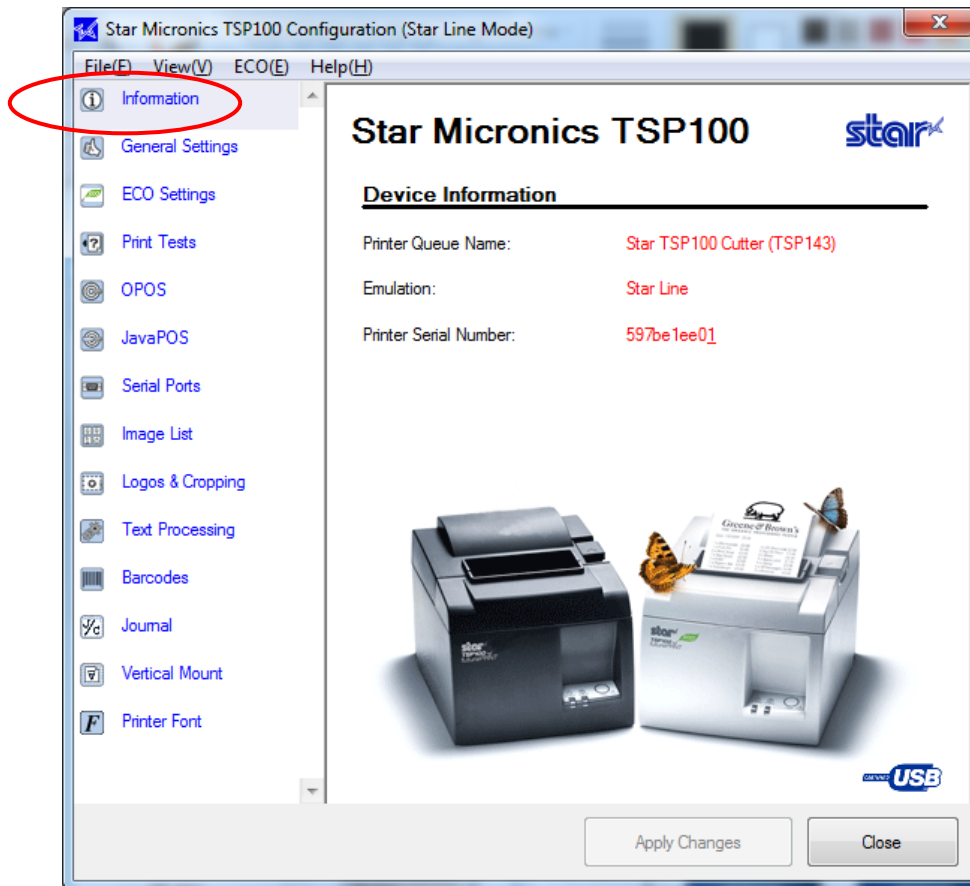 Star Micronics TSP100 Configuration (Star Line Mode)
x
File(F) View(V) ECO(E) Help(H)
Information
General Settings
ECO Settings
Print Tests
OPOS
JavaPOS
Serial Ports
Image List
Logos & Cropping
Text Processing
Barcodes
Journal
Vertical Mount
Printer Font
Star Micronics TSP100
star
Device Information
Printer Queue Name: Star TSP100 Cutter (TSP143)
Emulation: Star Line
Printer Serial Number: 597be1ee01
Greene & Brown's
star
TSP100
star
USB
Apply Changes
Close